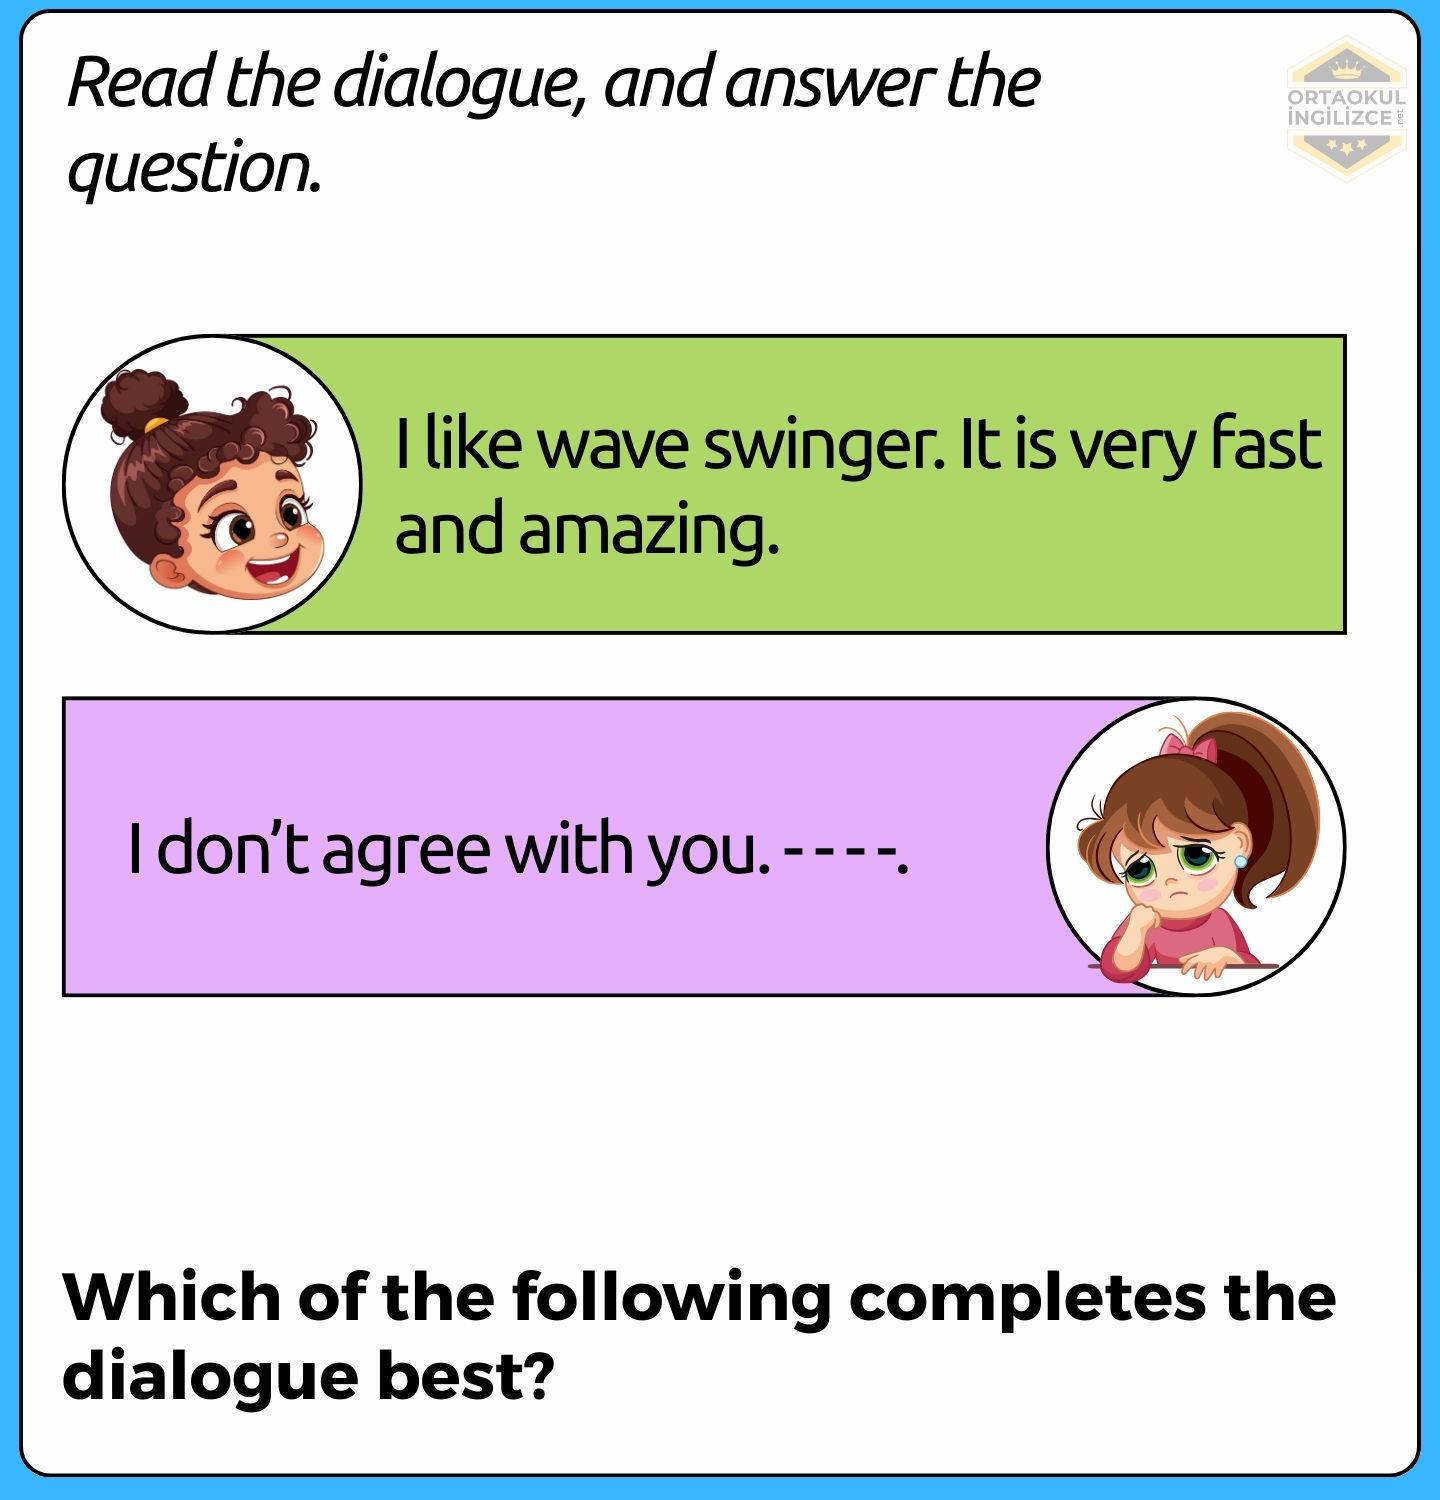 Read the dialogue, and answer the
question.
ORTAOKUL
İNGİLİZCE
.net
I like wave swinger. It is very fast
and amazing.
I don’t agree with you. ----.
Which of the following completes the
dialogue best?